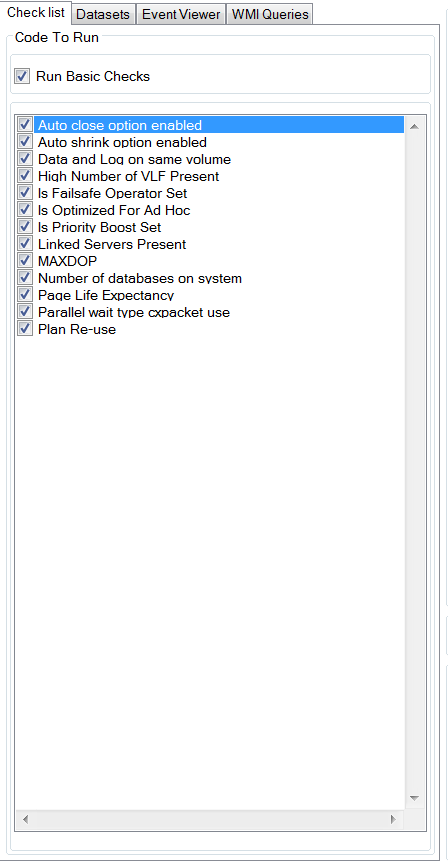 Check list Datasets Event Viewer WMI Queries
Code To Run
Run Basic Checks
Auto close option enabled
Auto shrink option enabled
Data and Log on same volume
High Number of VLF Present
Is Failsafe Operator Set
Is Optimized For Ad Hoc
Is Priority Boost Set
Linked Servers Present
MAXDOP
Number of databases on system
Page Life Expectancy
Parallel wait type cxpacket use
Plan Re-use